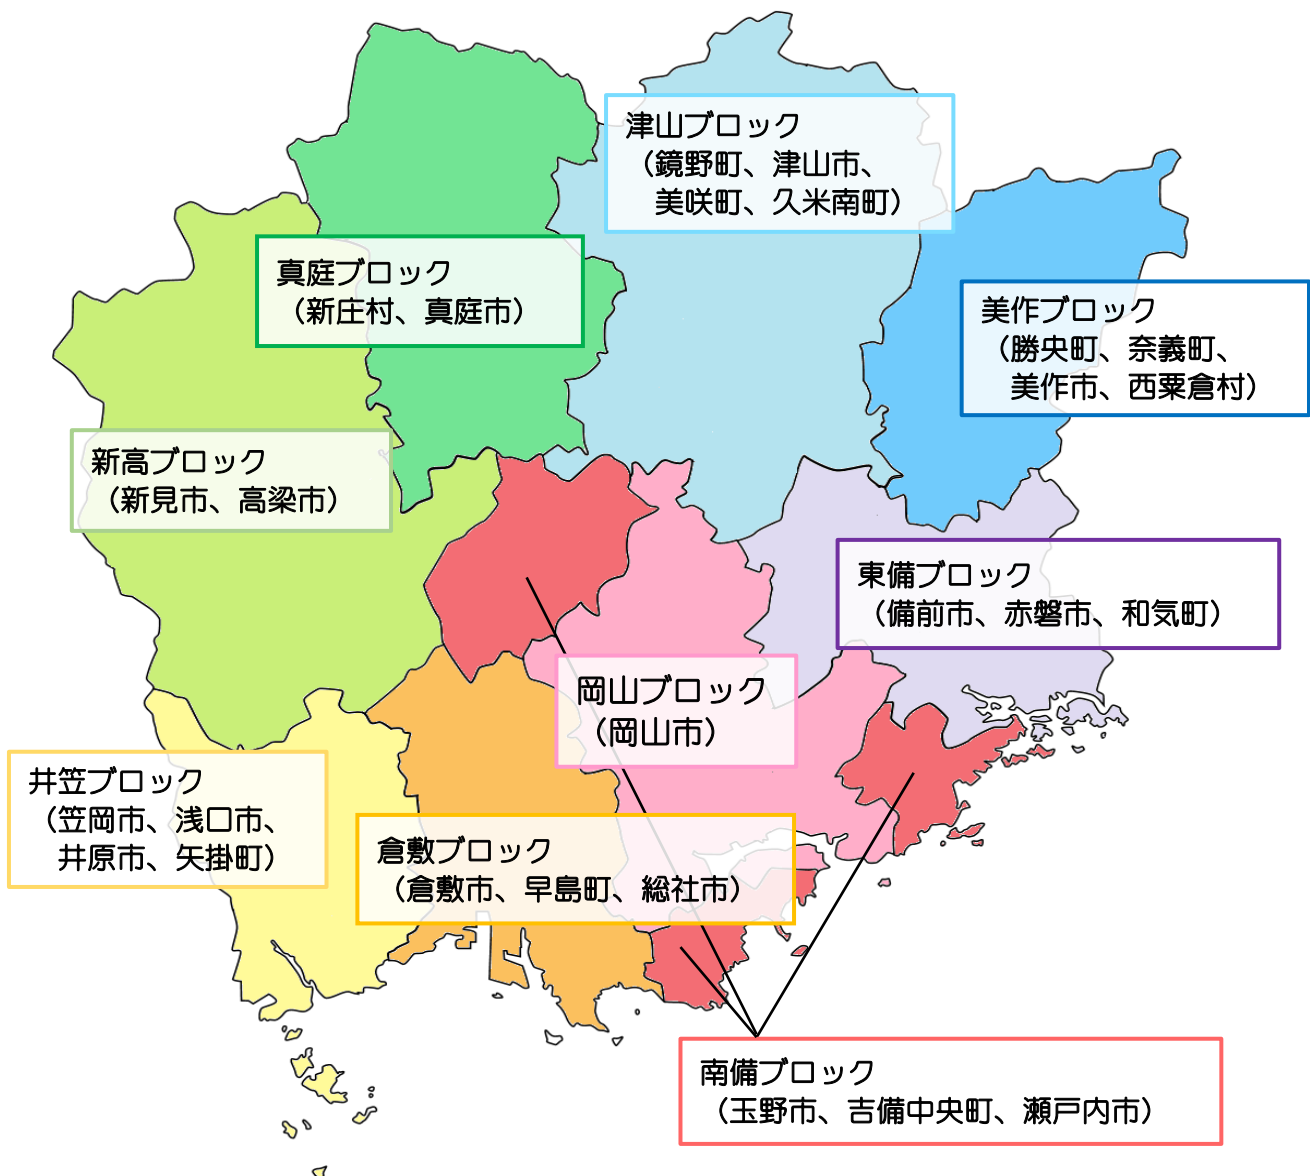 津山ブロック
（鏡野町、津山市、
美咲町、久米南町）
真庭ブロック
（新庄村、真庭市）
美作ブロック
（勝央町、奈義町、
美作市、西粟倉村）
新高ブロック
（新見市、高梁市）
東備ブロック
（備前市、赤磐市、和気町）
岡山ブロック
（岡山市）
井笠ブロック
（笠岡市、浅口市、
井原市、矢掛町）
倉敷ブロック
（倉敷市、早島町、総社市）
南備ブロック
（玉野市、吉備中央町、瀬戸内市）